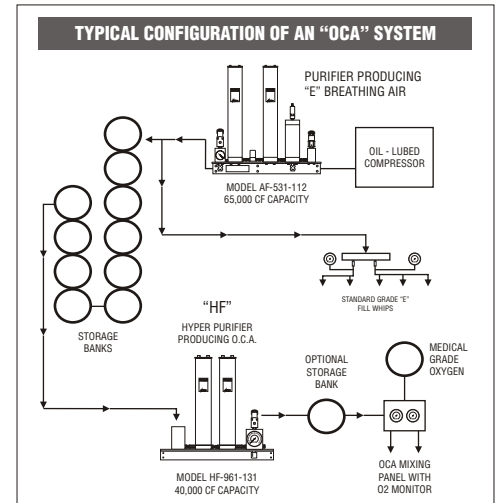 TYPICAL CONFIGURATION OF AN “OCA” SYSTEM
PURIFIER PRODUCING
“E” BREATHING AIR
OIL - LUBED
COMPRESSOR
MODEL AF-531-112
65,000 CF CAPACITY
STANDARD GRADE “E”
FILL WHIPS
STORAGE
BANKS
“HF”
HYPER PURIFIER
PRODUCING O.C.A.
OPTIONAL
STORAGE
BANK
MEDICAL
GRADE
OXYGEN
MODEL HF-961-131
40,000 CF CAPACITY
OCA MIXING
PANEL WITH
O2 MONITOR